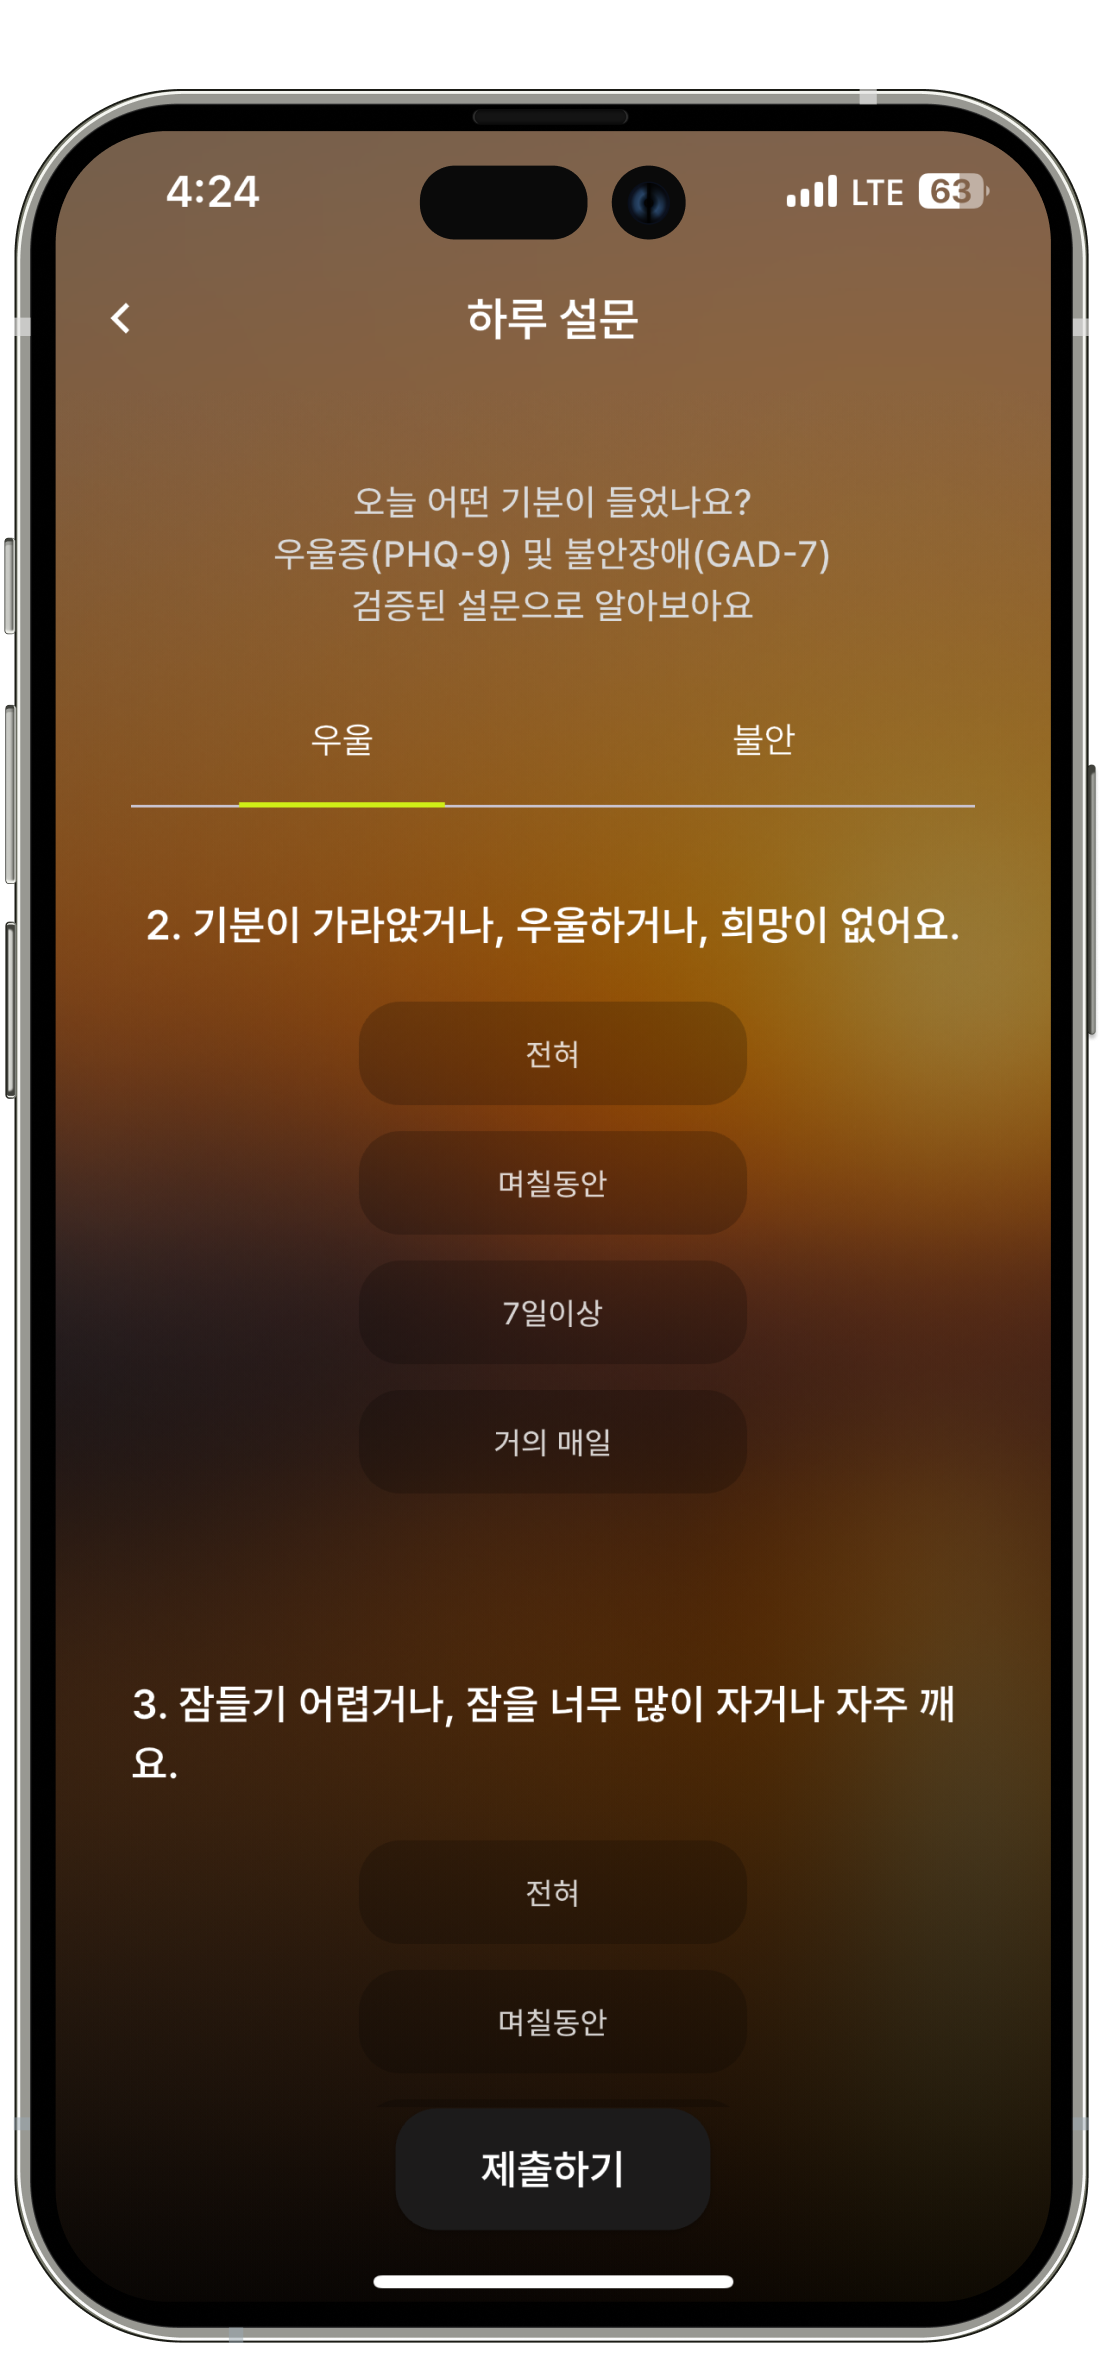 4:24
LTE 63
하루 설문
오늘 어떤 기분이 들었나요?
우울증(PHQ-9) 및 불안장애(GAD-7)
검증된 설문으로 알아보아요
우울 불안
2. 기분이 가라앉거나, 우울하거나, 희망이 없어요.
전혀
며칠동안
7일이상
거의 매일
3. 잠들기 어렵거나, 잠을 너무 많이 자거나 자주 깨
요.
전혀
며칠동안
제출하기